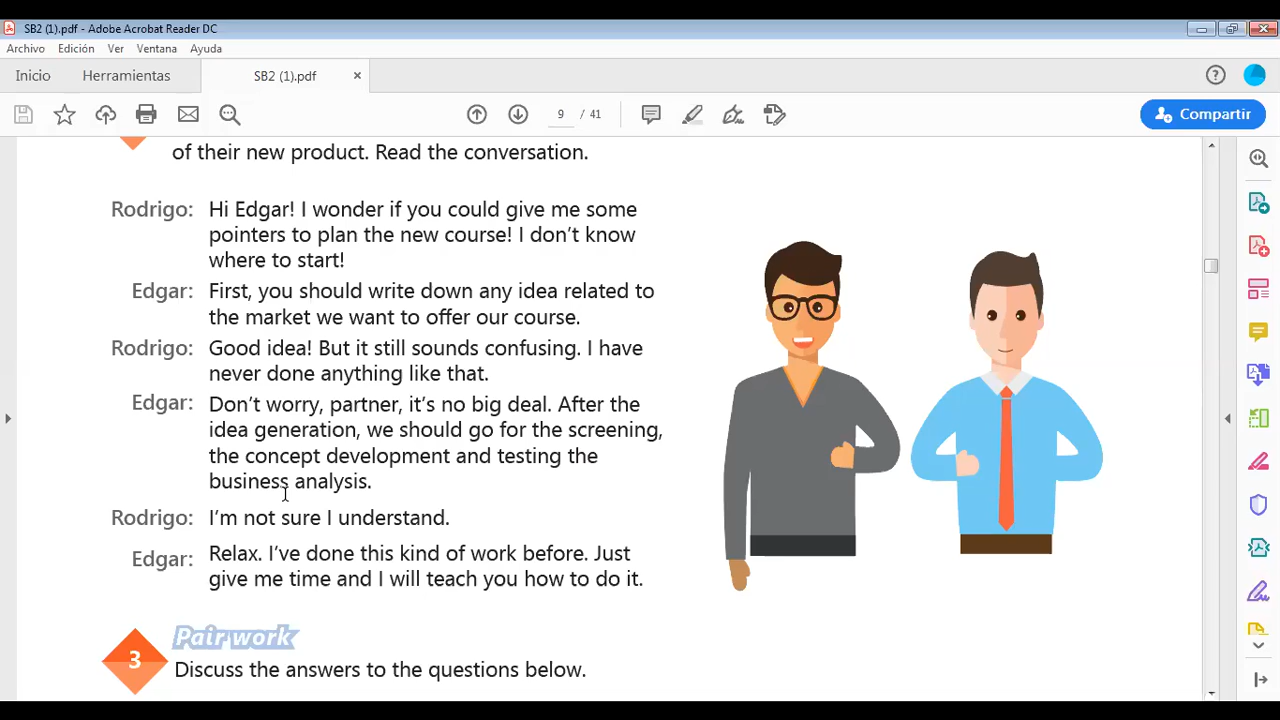 SB2 (1).pdf - Adobe Acrobat Reader DC
Archivo Edición Ver Ventana Ayuda
Inicio Herramientas SB2 (1).pdf ×
9 / 41 Compartir
of their new product. Read the conversation.
Rodrigo: Hi Edgar! I wonder if you could give me some
pointers to plan the new course! I don't know
where to start!
Edgar: First, you should write down any idea related to
the market we want to offer our course.
Rodrigo: Good idea! But it still sounds confusing. I have
never done anything like that.
Edgar: Don't worry, partner, it's no big deal. After the
idea generation, we should go for the screening,
the concept development and testing the
business analysis.
Rodrigo: I'm not sure I understand.
Edgar: Relax. I've done this kind of work before. Just
give me time and I will teach you how to do it.
Pair work
3
Discuss the answers to the questions below.